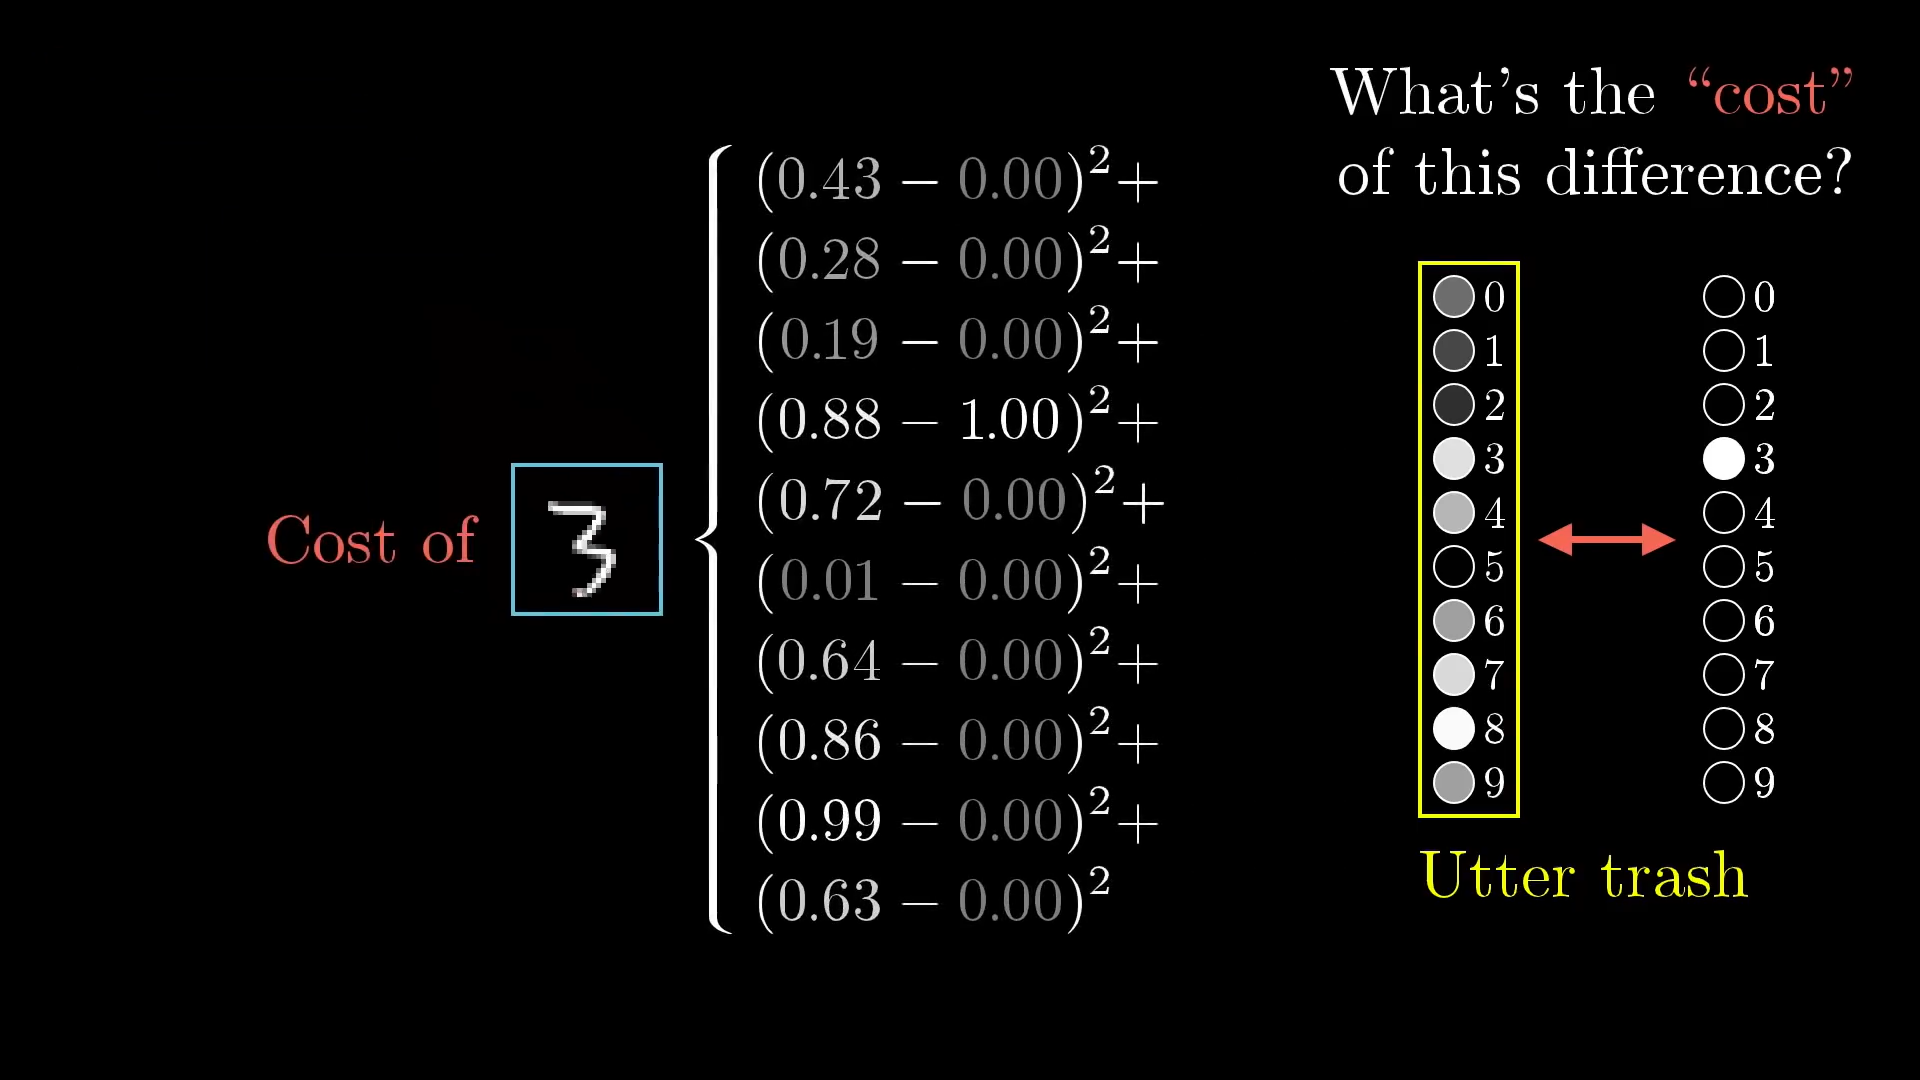 What's the “cost”
of this difference?
Cost of
3
(0.43 − 0.00)²+
(0.28 − 0.00)²+
(0.19 − 0.00)²+
(0.88 − 1.00)²+
(0.72 − 0.00)²+
(0.01 − 0.00)²+
(0.64 − 0.00)²+
(0.86 − 0.00)²+
(0.99 − 0.00)²+
(0.63 − 0.00)²
0
1
2
3
4
5
6
7
8
9
0
1
2
3
4
5
6
7
8
9
Utter trash